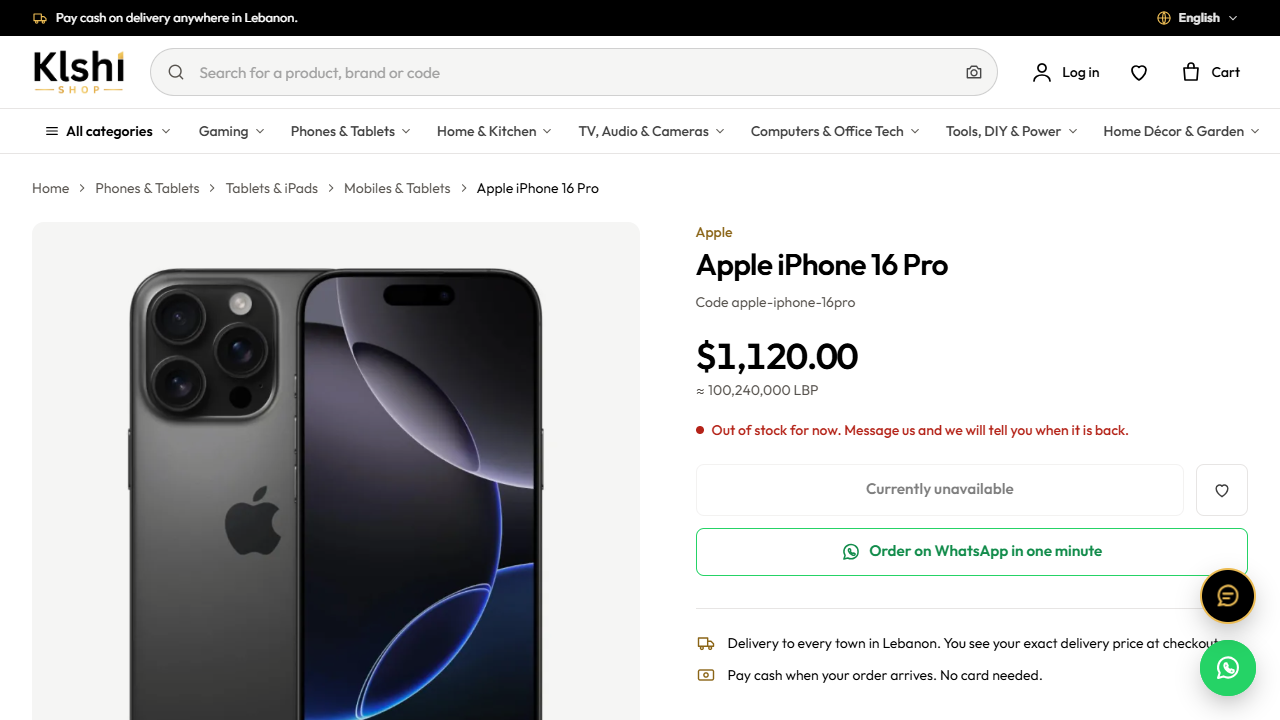 Pay cash on delivery anywhere in Lebanon.
English
Klshi
SHOP
Search for a product, brand or code
Log in
Cart
All categories
Gaming
Phones & Tablets
Home & Kitchen
TV, Audio & Cameras
Computers & Office Tech
Tools, DIY & Power
Home Décor & Garden
Home > Phones & Tablets > Tablets & iPads > Mobiles & Tablets > Apple iPhone 16 Pro
Apple
Apple iPhone 16 Pro
Code apple-iphone-16pro
$1,120.00
≈ 100,240,000 LBP
Out of stock for now. Message us and we will tell you when it is back.
Currently unavailable
Order on WhatsApp in one minute
Delivery to every town in Lebanon. You see your exact delivery price at checkout.
Pay cash when your order arrives. No card needed.